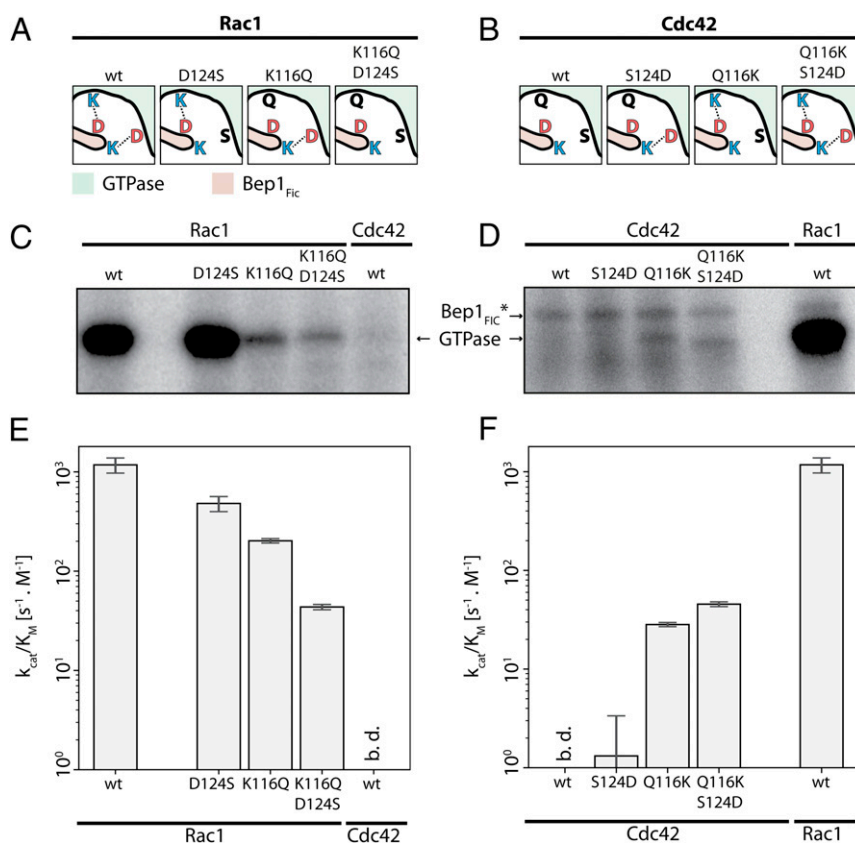 A
Rac1
wt
D124S
K116Q
K116Q
D124S
K
D
K
D
K
D
K
S
Q
D
K
D
Q
D
K
S
GTPase
Bep1Fic
B
Cdc42
wt
S124D
Q116K
Q116K
S124D
Q
D
K
S
Q
D
K
D
K
D
K
S
K
D
K
D
C
Rac1
Cdc42
wt
D124S
K116Q
K116Q
D124S
wt
Bep1FIC*
GTPase
D
Cdc42
Rac1
wt
S124D
Q116K
Q116K
S124D
wt
E
kcat/KM [s-1 . M-1]
10³
10²
10¹
10⁰
b. d.
wt
D124S
K116Q
K116Q
D124S
wt
Rac1
Cdc42
F
kcat/KM [s-1 . M-1]
10³
10²
10¹
10⁰
b. d.
wt
S124D
Q116K
Q116K
S124D
wt
Cdc42
Rac1